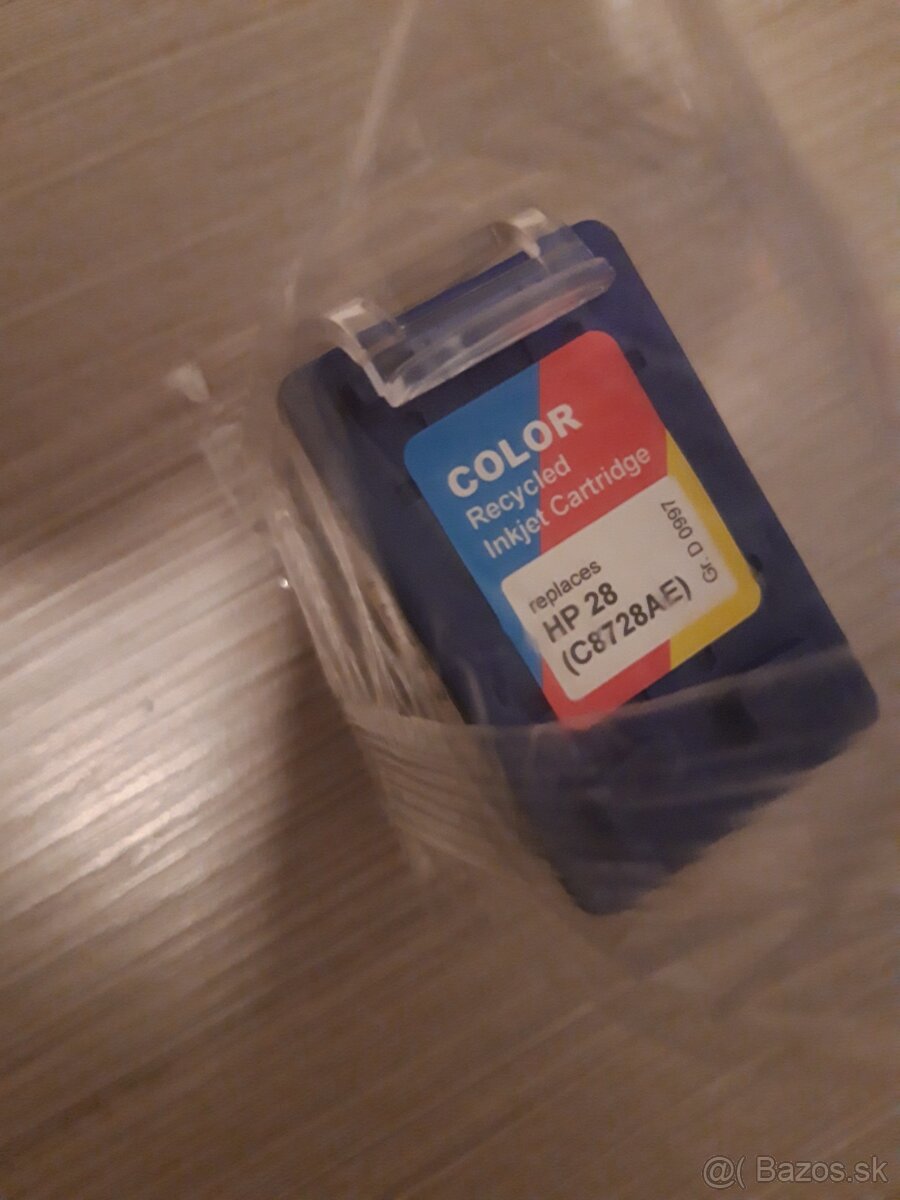 COLOR
Recycled
Inkjet Cartridge
replaces
HP 28
(C8728AE)
Gr. D 0997
@( Bazos.sk